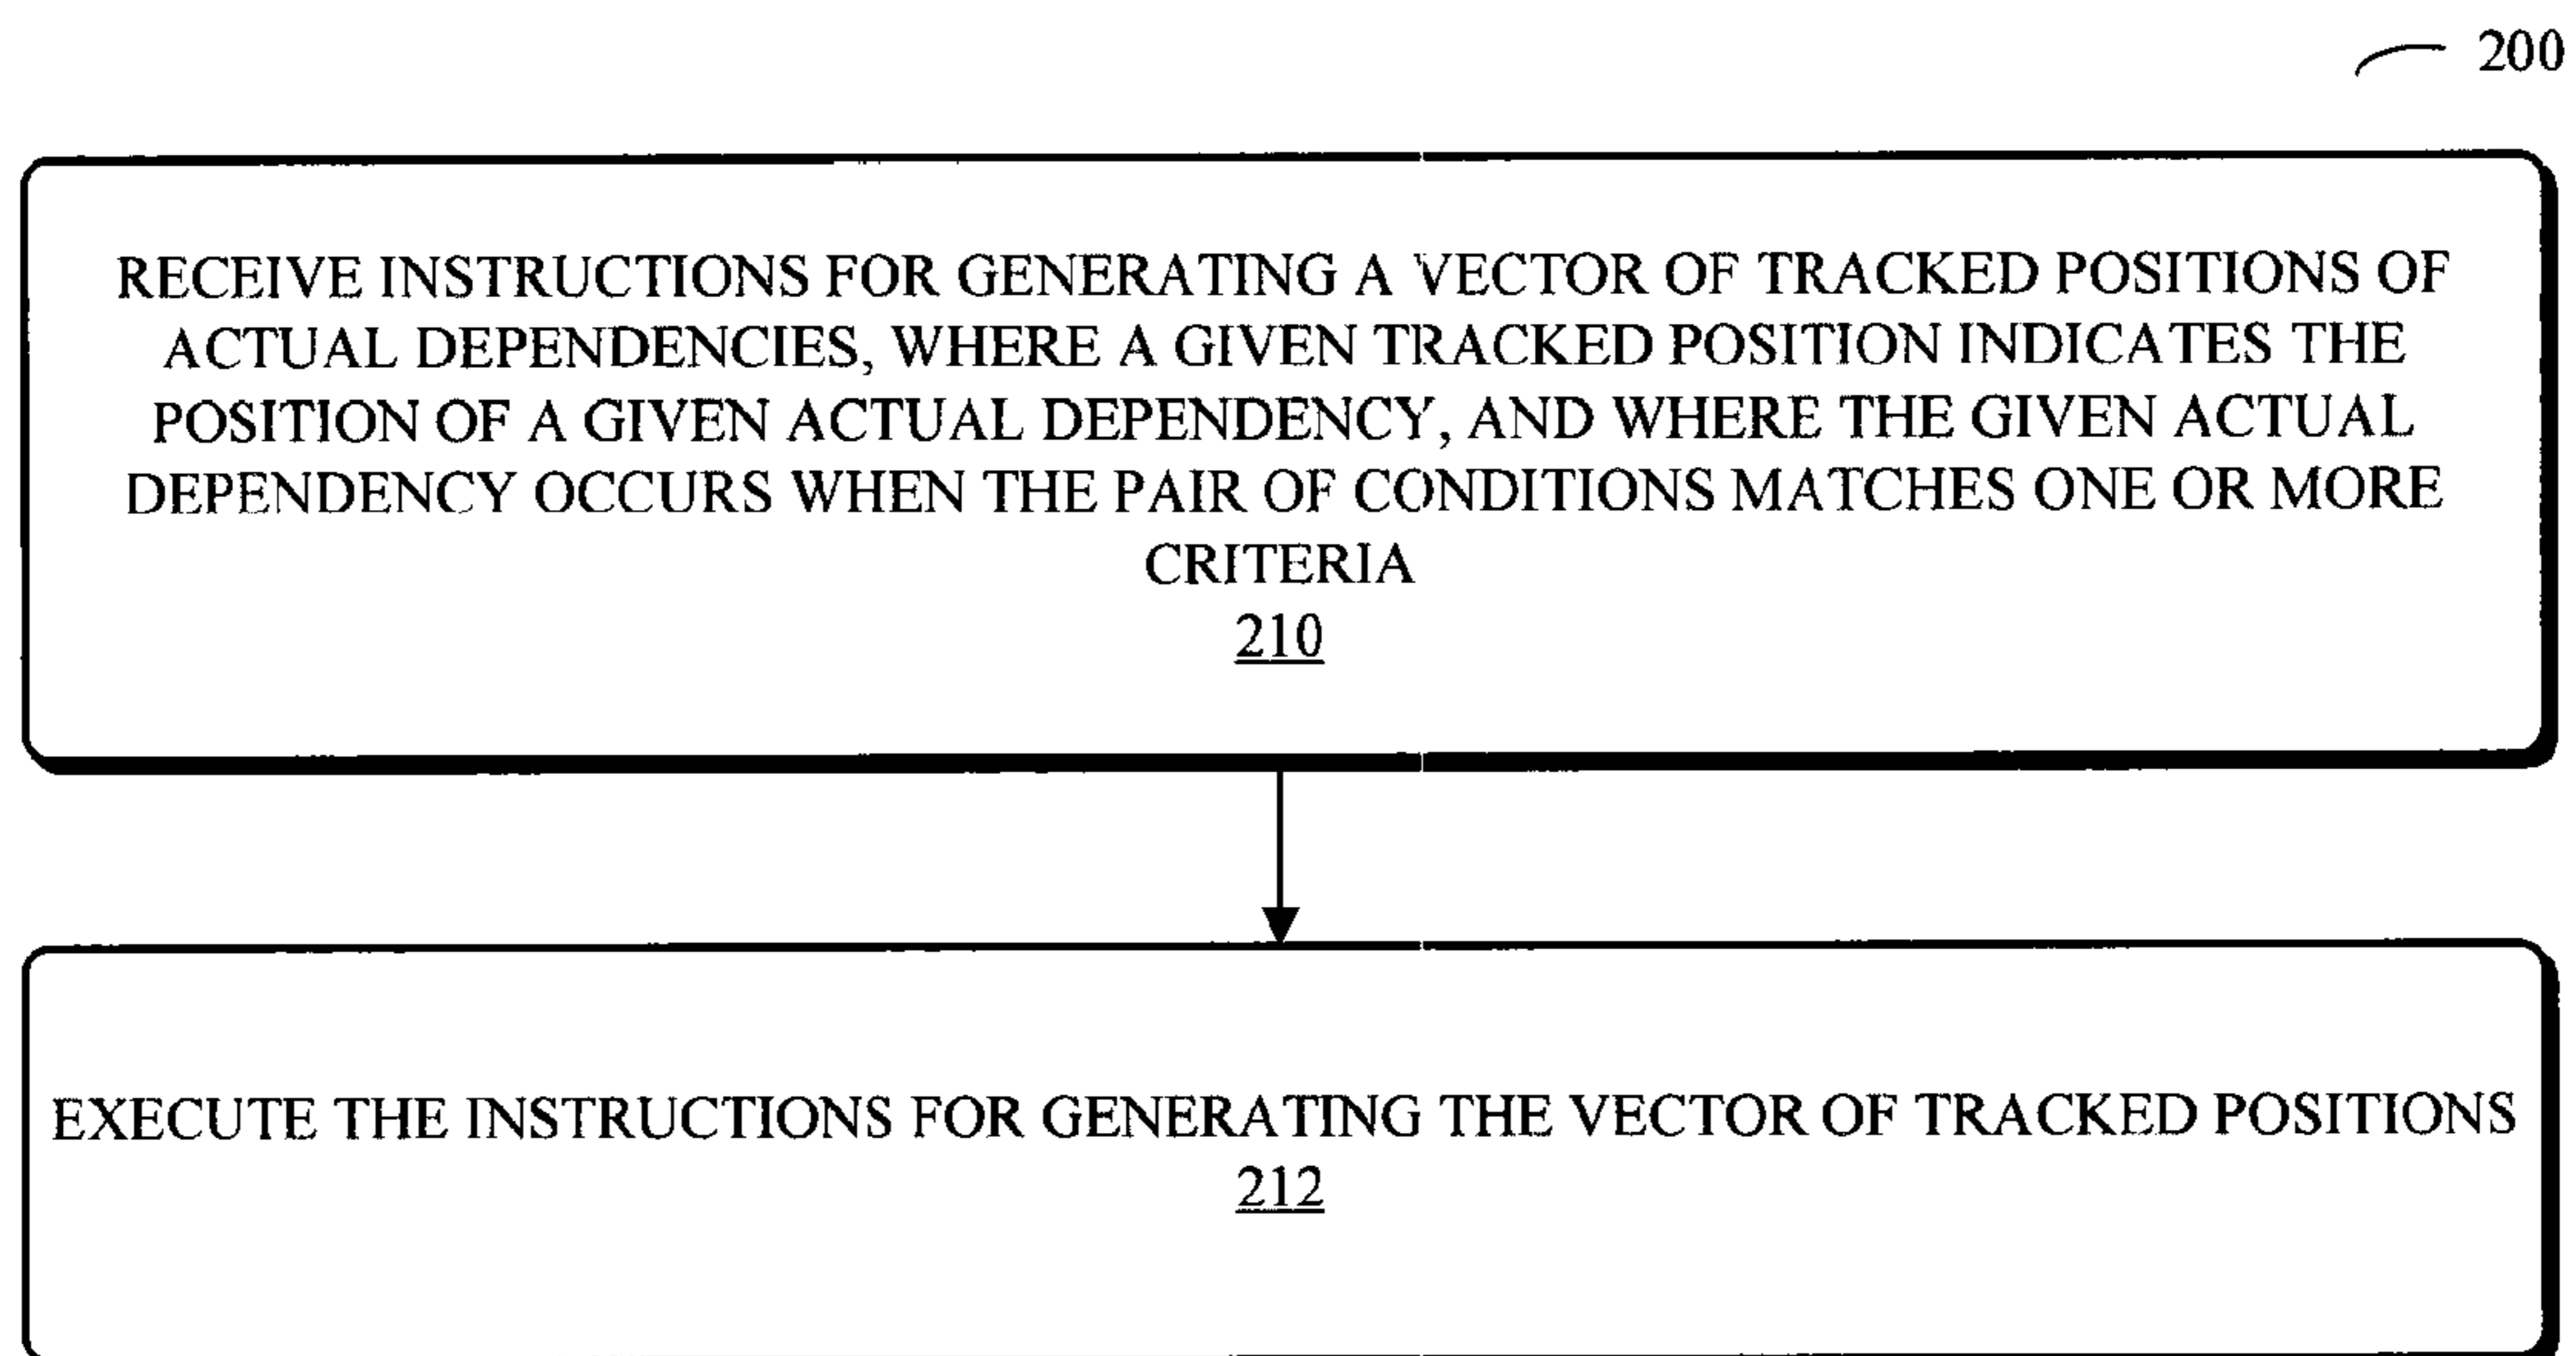 200
RECEIVE INSTRUCTIONS FOR GENERATING A VECTOR OF TRACKED POSITIONS OF
ACTUAL DEPENDENCIES, WHERE A GIVEN TRACKED POSITION INDICATES THE
POSITION OF A GIVEN ACTUAL DEPENDENCY, AND WHERE THE GIVEN ACTUAL
DEPENDENCY OCCURS WHEN THE PAIR OF CONDITIONS MATCHES ONE OR MORE
CRITERIA
210
EXECUTE THE INSTRUCTIONS FOR GENERATING THE VECTOR OF TRACKED POSITIONS
212